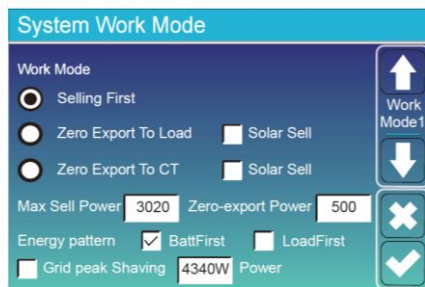 System Work Mode
Work Mode
Selling First
Zero Export To Load Solar Sell
Zero Export To CT Solar Sell
Max Sell Power 3020 Zero-export Power 500
Energy pattern BattFirst LoadFirst
Grid peak Shaving 4340W Power
Work
Mode1